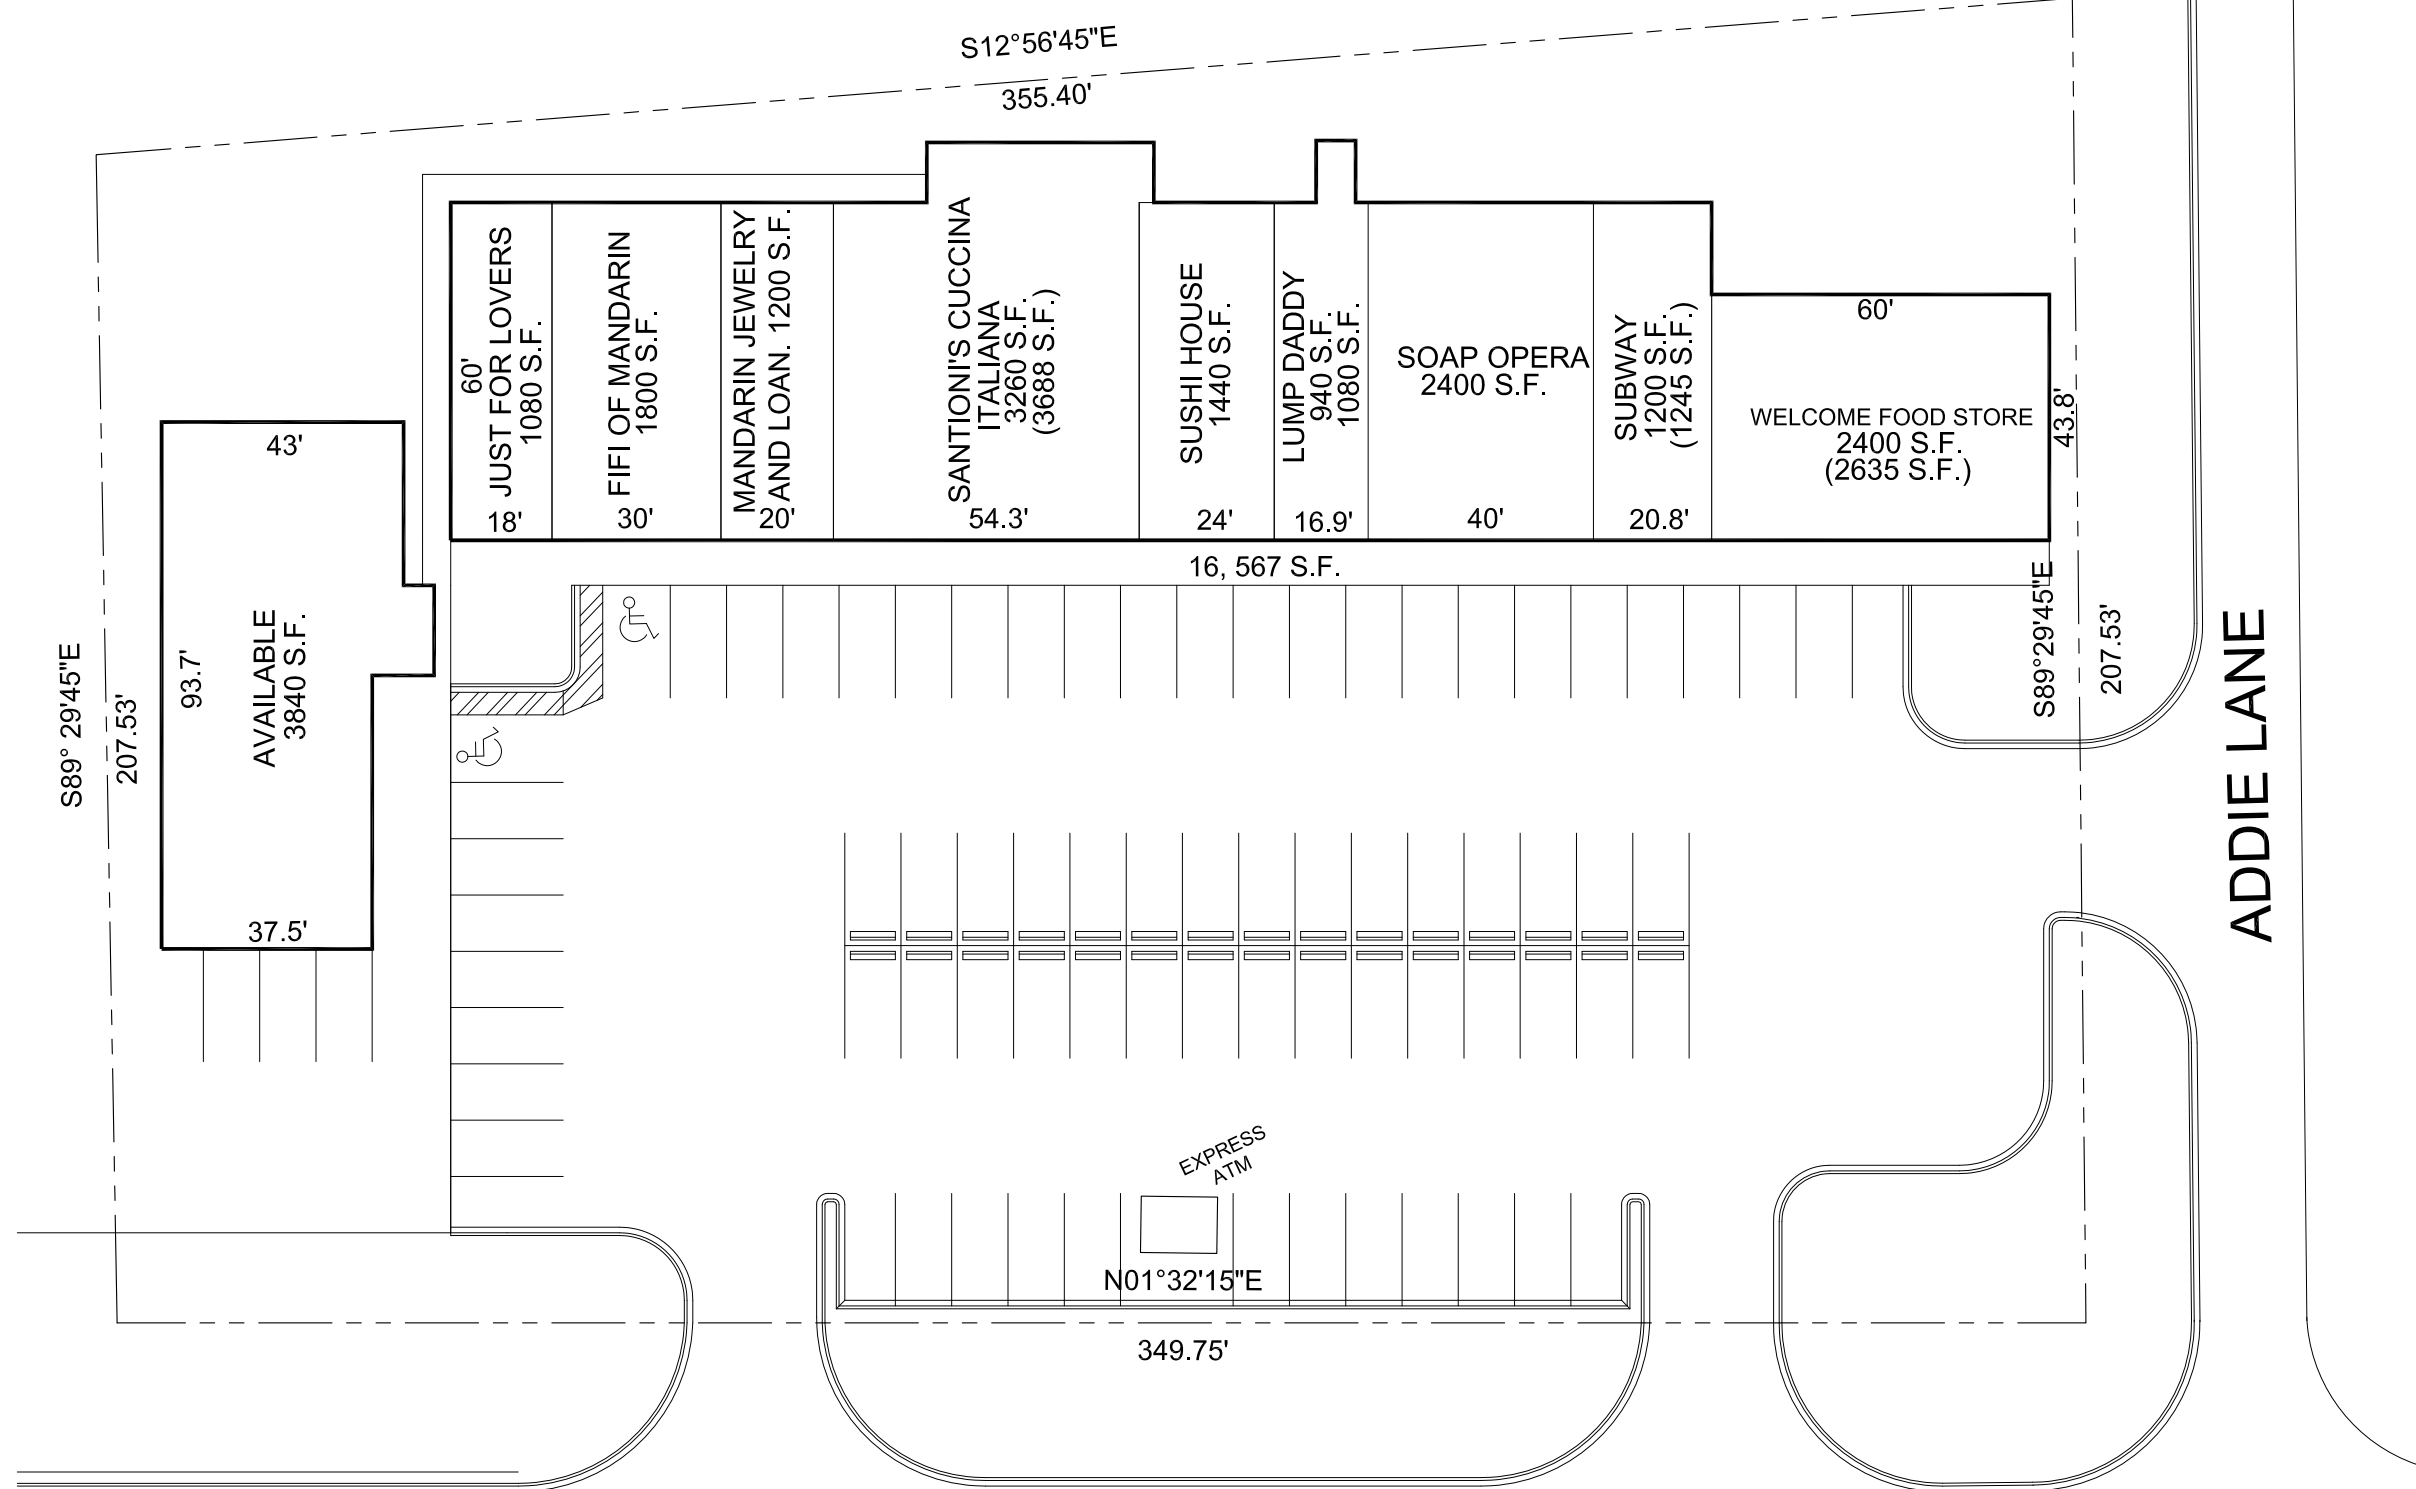 S12°56'45"E
355.40'
60'
JUST FOR LOVERS
1080 S.F.
18'
FIFI OF MANDARIN
1800 S.F.
30'
MANDARIN JEWELRY
AND LOAN. 1200 S.F.
20'
SANTIONI'S CUCCINA
ITALIANA
3260 S.F.
(3688 S.F.)
54.3'
SUSHI HOUSE
1440 S.F.
24'
LUMP DADDY
940 S.F.
1080 S.F.
16.9'
SOAP OPERA
2400 S.F.
40'
SUBWAY
1200 S.F.
(1245 S.F.)
20.8'
60'
WELCOME FOOD STORE
2400 S.F.
(2635 S.F.)
43.8'
16, 567 S.F.
43'
93.7'
AVAILABLE
3840 S.F.
37.5'
S89° 29'45"E
207.53'
S89°29'45"E
207.53'
ADDIE LANE
EXPRESS
ATM
N01°32'15"E
349.75'